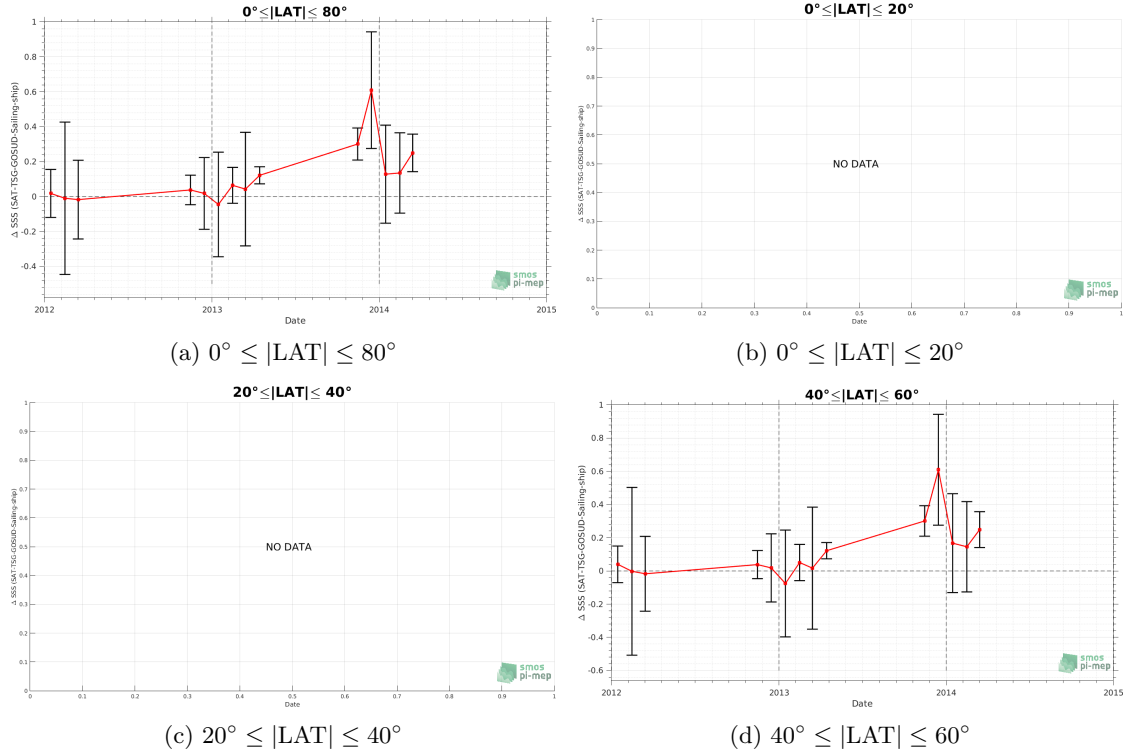 0°≤|LAT|≤ 80°
Δ SSS (SAT-TSG-GOSUD-Sailing-ship)
1
0.8
0.6
0.4
0.2
0
-0.2
-0.4
2012
2013
2014
2015
Date
smos
pi-mep
(a) 0° ≤ |LAT| ≤ 80°
0°≤|LAT|≤ 20°
Δ SSS (SAT-TSG-GOSUD-Sailing-ship)
1
0.9
0.8
0.7
0.6
0.5
0.4
0.3
0.2
0.1
0
NO DATA
0
0.1
0.2
0.3
0.4
0.5
0.6
0.7
0.8
0.9
1
Date
smos
pi-mep
(b) 0° ≤ |LAT| ≤ 20°
20°≤|LAT|≤ 40°
Δ SSS (SAT-TSG-GOSUD-Sailing-ship)
1
0.9
0.8
0.7
0.6
0.5
0.4
0.3
0.2
0.1
0
NO DATA
0
0.1
0.2
0.3
0.4
0.5
0.6
0.7
0.8
0.9
1
Date
smos
pi-mep
(c) 20° ≤ |LAT| ≤ 40°
40°≤|LAT|≤ 60°
Δ SSS (SAT-TSG-GOSUD-Sailing-ship)
1
0.8
0.6
0.4
0.2
0
-0.2
-0.4
-0.6
2012
2013
2014
2015
Date
smos
pi-mep
(d) 40° ≤ |LAT| ≤ 60°